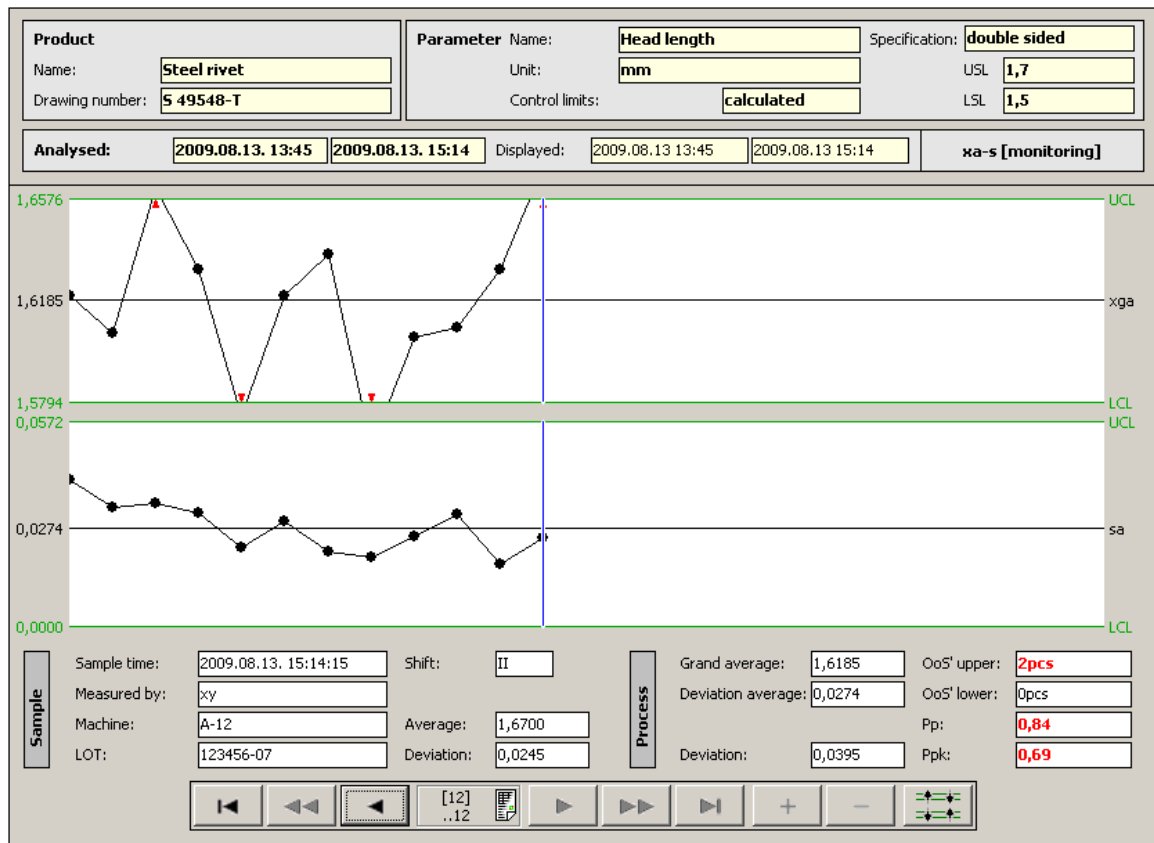 Product
Name: Steel rivet
Drawing number: S 49548-T
Parameter Name: Head length
Unit: mm
Control limits: calculated
Specification: double sided
USL 1,7
LSL 1,5
Analysed: 2009.08.13. 13:45 2009.08.13. 15:14 Displayed: 2009.08.13 13:45 2009.08.13 15:14 xa-s [monitoring]
1,6576 UCL
1,6185 xga
1,5794 LCL
0,0572 UCL
0,0274 sa
0,0000 LCL
Sample
Sample time: 2009.08.13. 15:14:15 Shift: II
Measured by: xy
Machine: A-12 Average: 1,6700
LOT: 123456-07 Deviation: 0,0245
Process
Grand average: 1,6185 OoS' upper: 2pcs
Deviation average: 0,0274 OoS' lower: 0pcs
Pp: 0,84
Deviation: 0,0395 Ppk: 0,69
[12]
..12